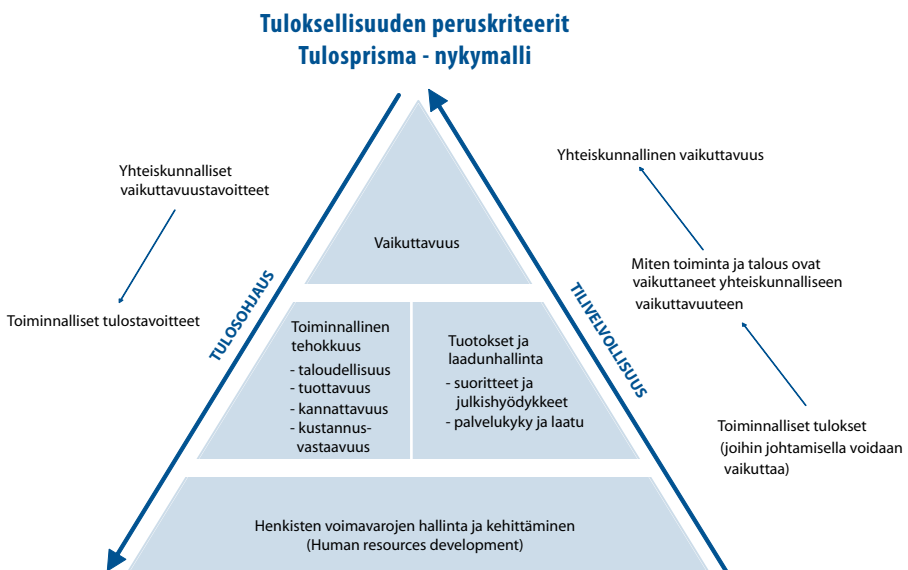 Tuloksellisuuden peruskriteerit
Tulosprisma - nykymalli
Yhteiskunnalliset
vaikuttavuustavoitteet
Toiminnalliset tulostavoitteet
TULOSOHJAUS
Vaikuttavuus
Toiminnallinen
tehokkuus
- taloudellisuus
- tuottavuus
- kannattavuus
- kustannus-
vastaavuus
Tuotokset ja
laadunhallinta
- suoritteet ja
julkishyödykkeet
- palvelukyky ja laatu
Henkisten voimavarojen hallinta ja kehittäminen
(Human resources development)
TILIVELVOLLISUUS
Yhteiskunnallinen vaikuttavuus
Miten toiminta ja talous ovat
vaikuttaneet yhteiskunnalliseen
vaikuttavuuteen
Toiminnalliset tulokset
(joihin johtamisella voidaan
vaikuttaa)